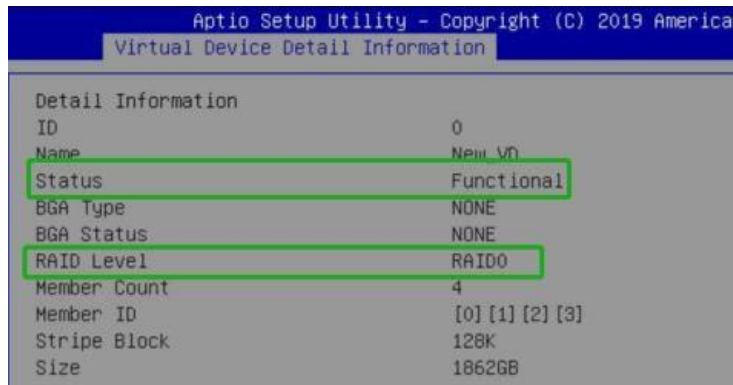 Aptio Setup Utility – Copyright (C) 2019 America
Virtual Device Detail Information
Detail Information
ID 0
Name New_VD
Status Functional
BGA Type NONE
BGA Status NONE
RAID Level RAID0
Member Count 4
Member ID [0][1][2][3]
Stripe Block 128K
Size 1862GB